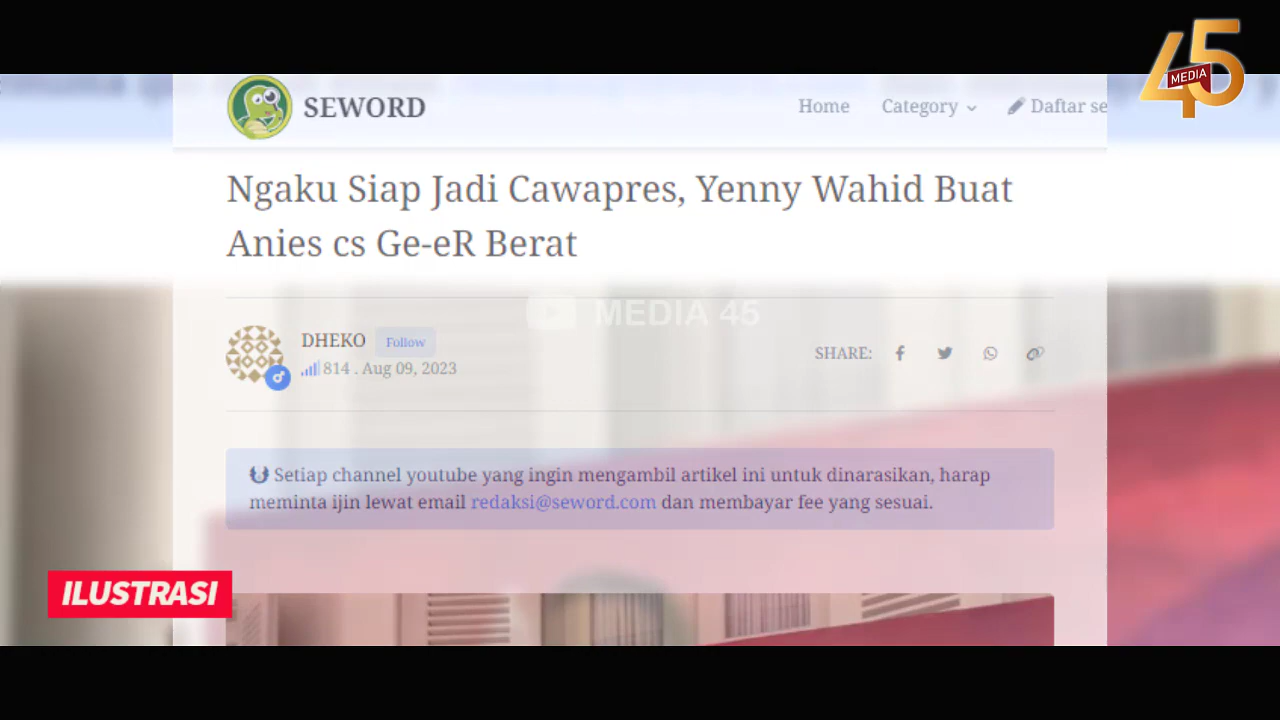 45
MEDIA
SEWORD
Home Category Daftar se
Ngaku Siap Jadi Cawapres, Yenny Wahid Buat
Anies cs Ge-eR Berat
MEDIA 45
DHEKO Follow
814 . Aug 09, 2023
SHARE:
Setiap channel youtube yang ingin mengambil artikel ini untuk dinarasikan, harap
meminta ijin lewat email redaksi@seword.com dan membayar fee yang sesuai.
ILUSTRASI